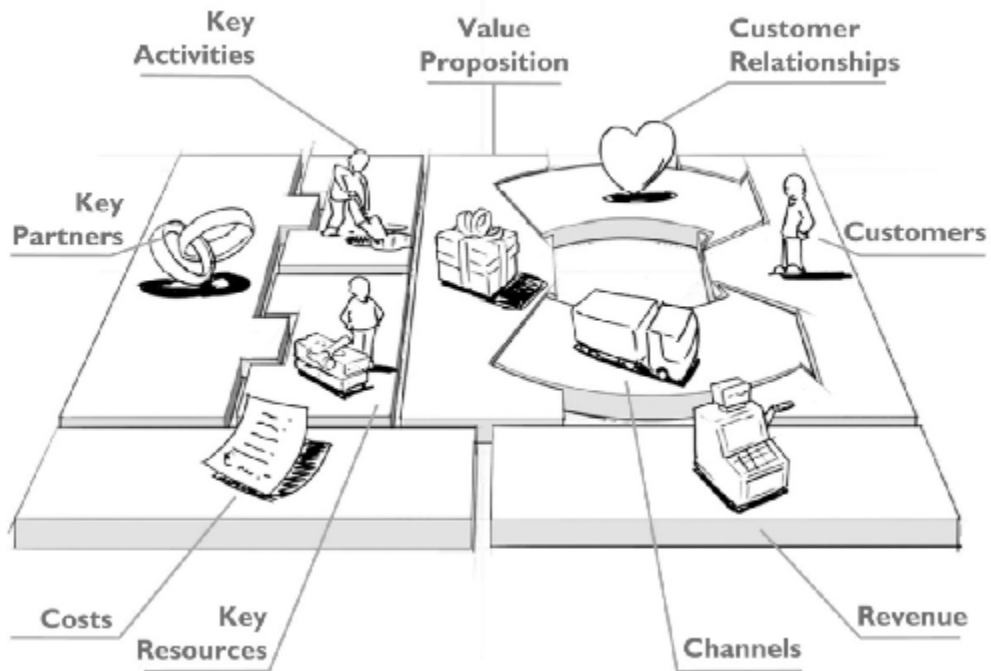 Key
Activities
Value
Proposition
Customer
Relationships
Key
Partners
Customers
Costs
Key
Resources
Channels
Revenue